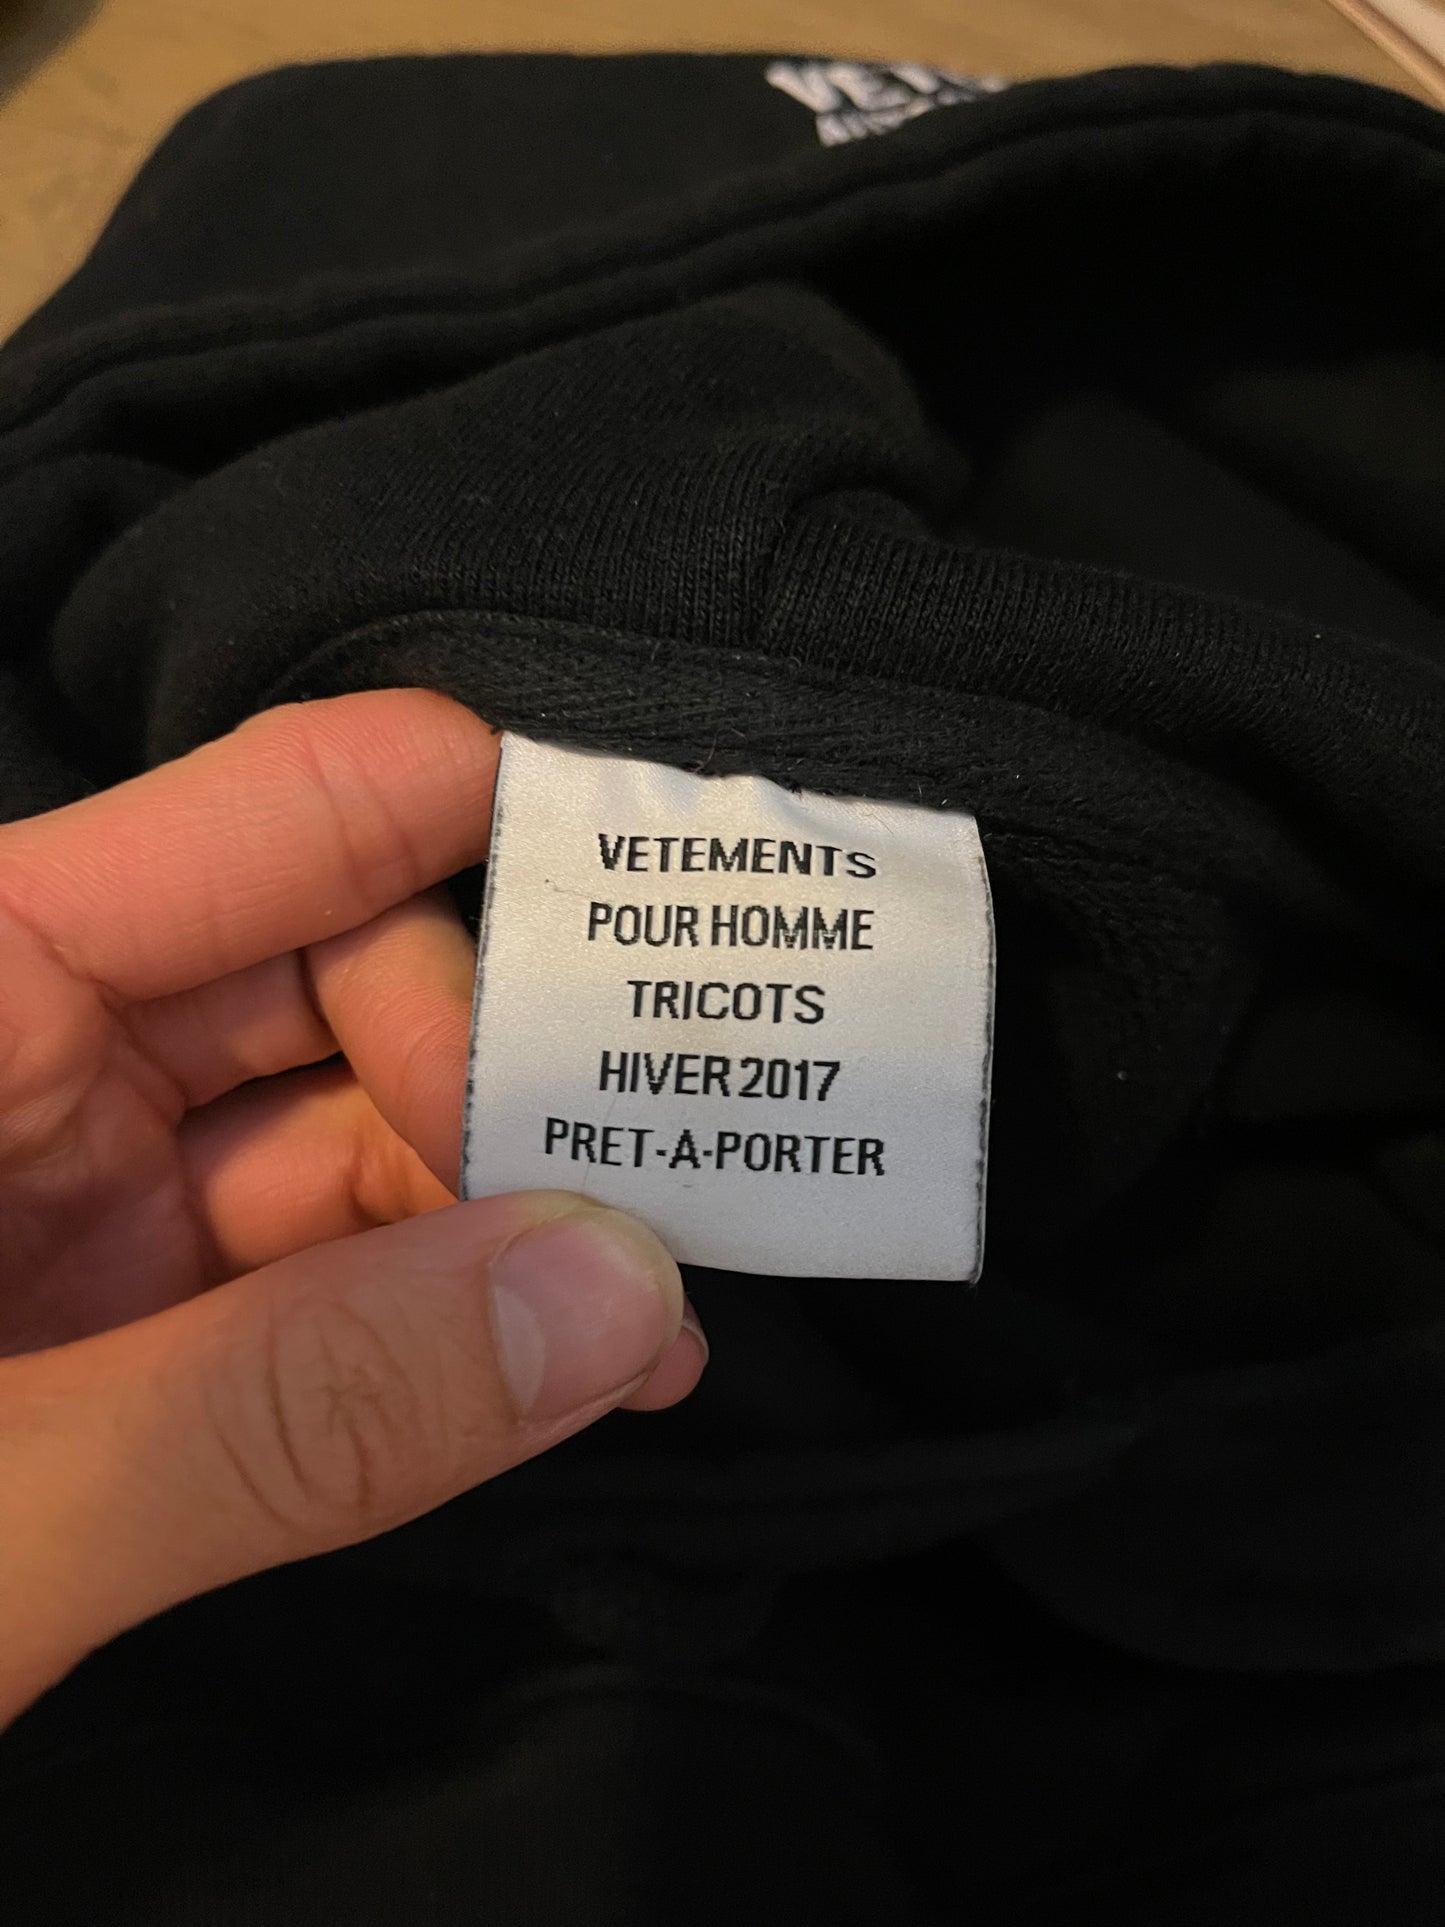 VETEMENTS
POUR HOMME
TRICOTS
HIVER 2017
PRET-A-PORTER